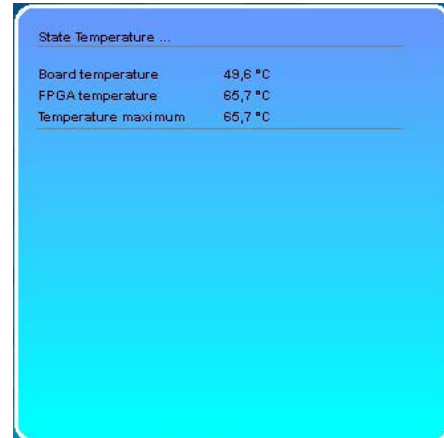 State Temperature ...
Board temperature 49,6 °C
FPGA temperature 65,7 °C
Temperature maximum 65,7 °C